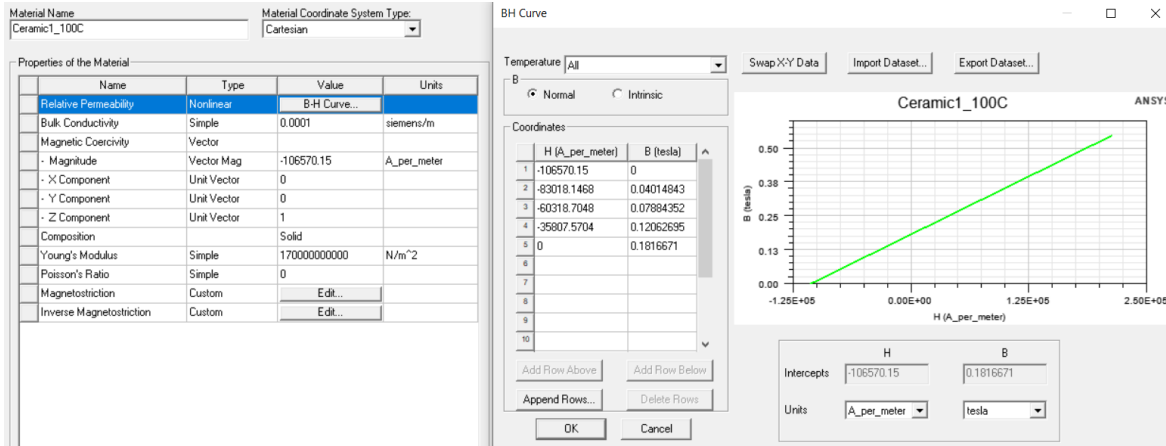 Material Name
Ceramic1_100C
Material Coordinate System Type:
Cartesian
Properties of the Material
Name Type Value Units
Relative Permeability Nonlinear B-H Curve...
Bulk Conductivity Simple 0.0001 siemens/m
Magnetic Coercivity Vector
- Magnitude Vector Mag -106570.15 A_per_meter
- X Component Unit Vector 0
- Y Component Unit Vector 0
- Z Component Unit Vector 1
Composition Solid
Young's Modulus Simple 170000000000 N/m^2
Poisson's Ratio Simple 0
Magnetostriction Custom Edit...
Inverse Magnetostriction Custom Edit...
BH Curve
Temperature All
B
Normal Intrinsic
Coordinates
H (A_per_meter) B (tesla)
1 -106570.15 0
2 -83018.1468 0.04014843
3 -60318.7048 0.07884352
4 -35807.5704 0.12062695
5 0 0.1816671
6
7
8
9
10
Add Row Above Add Row Below
Append Rows... Delete Rows
OK Cancel
Swap X-Y Data Import Dataset... Export Dataset...
Ceramic1_100C
ANSYS
0.50
0.38
0.25
0.13
0.00
B (tesla)
-1.25E+05 0.00E+00 1.25E+05 2.50E+05
H (A_per_meter)
H B
Intercepts -106570.15 0.1816671
Units A_per_meter tesla